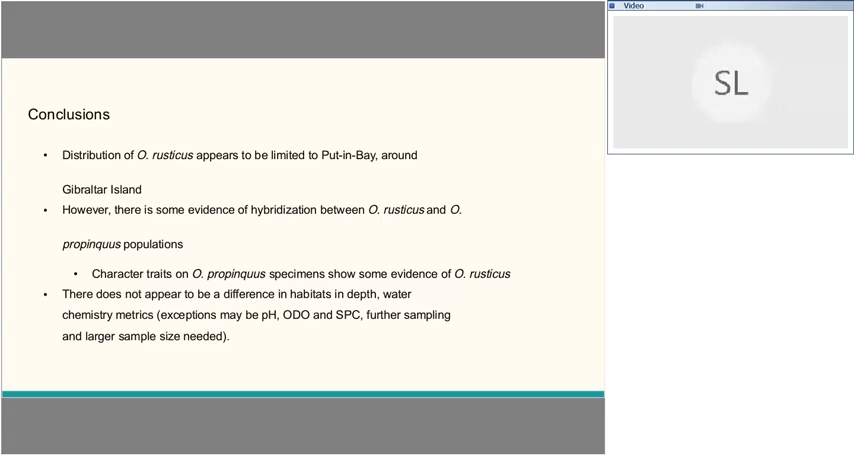 Conclusions
• Distribution of O. rusticus appears to be limited to Put-in-Bay, around
Gibraltar Island
• However, there is some evidence of hybridization between O. rusticus and O.
propinquus populations
• Character traits on O. propinquus specimens show some evidence of O. rusticus
• There does not appear to be a difference in habitats in depth, water
chemistry metrics (exceptions may be pH, ODO and SPC, further sampling
and larger sample size needed).
Video
SL